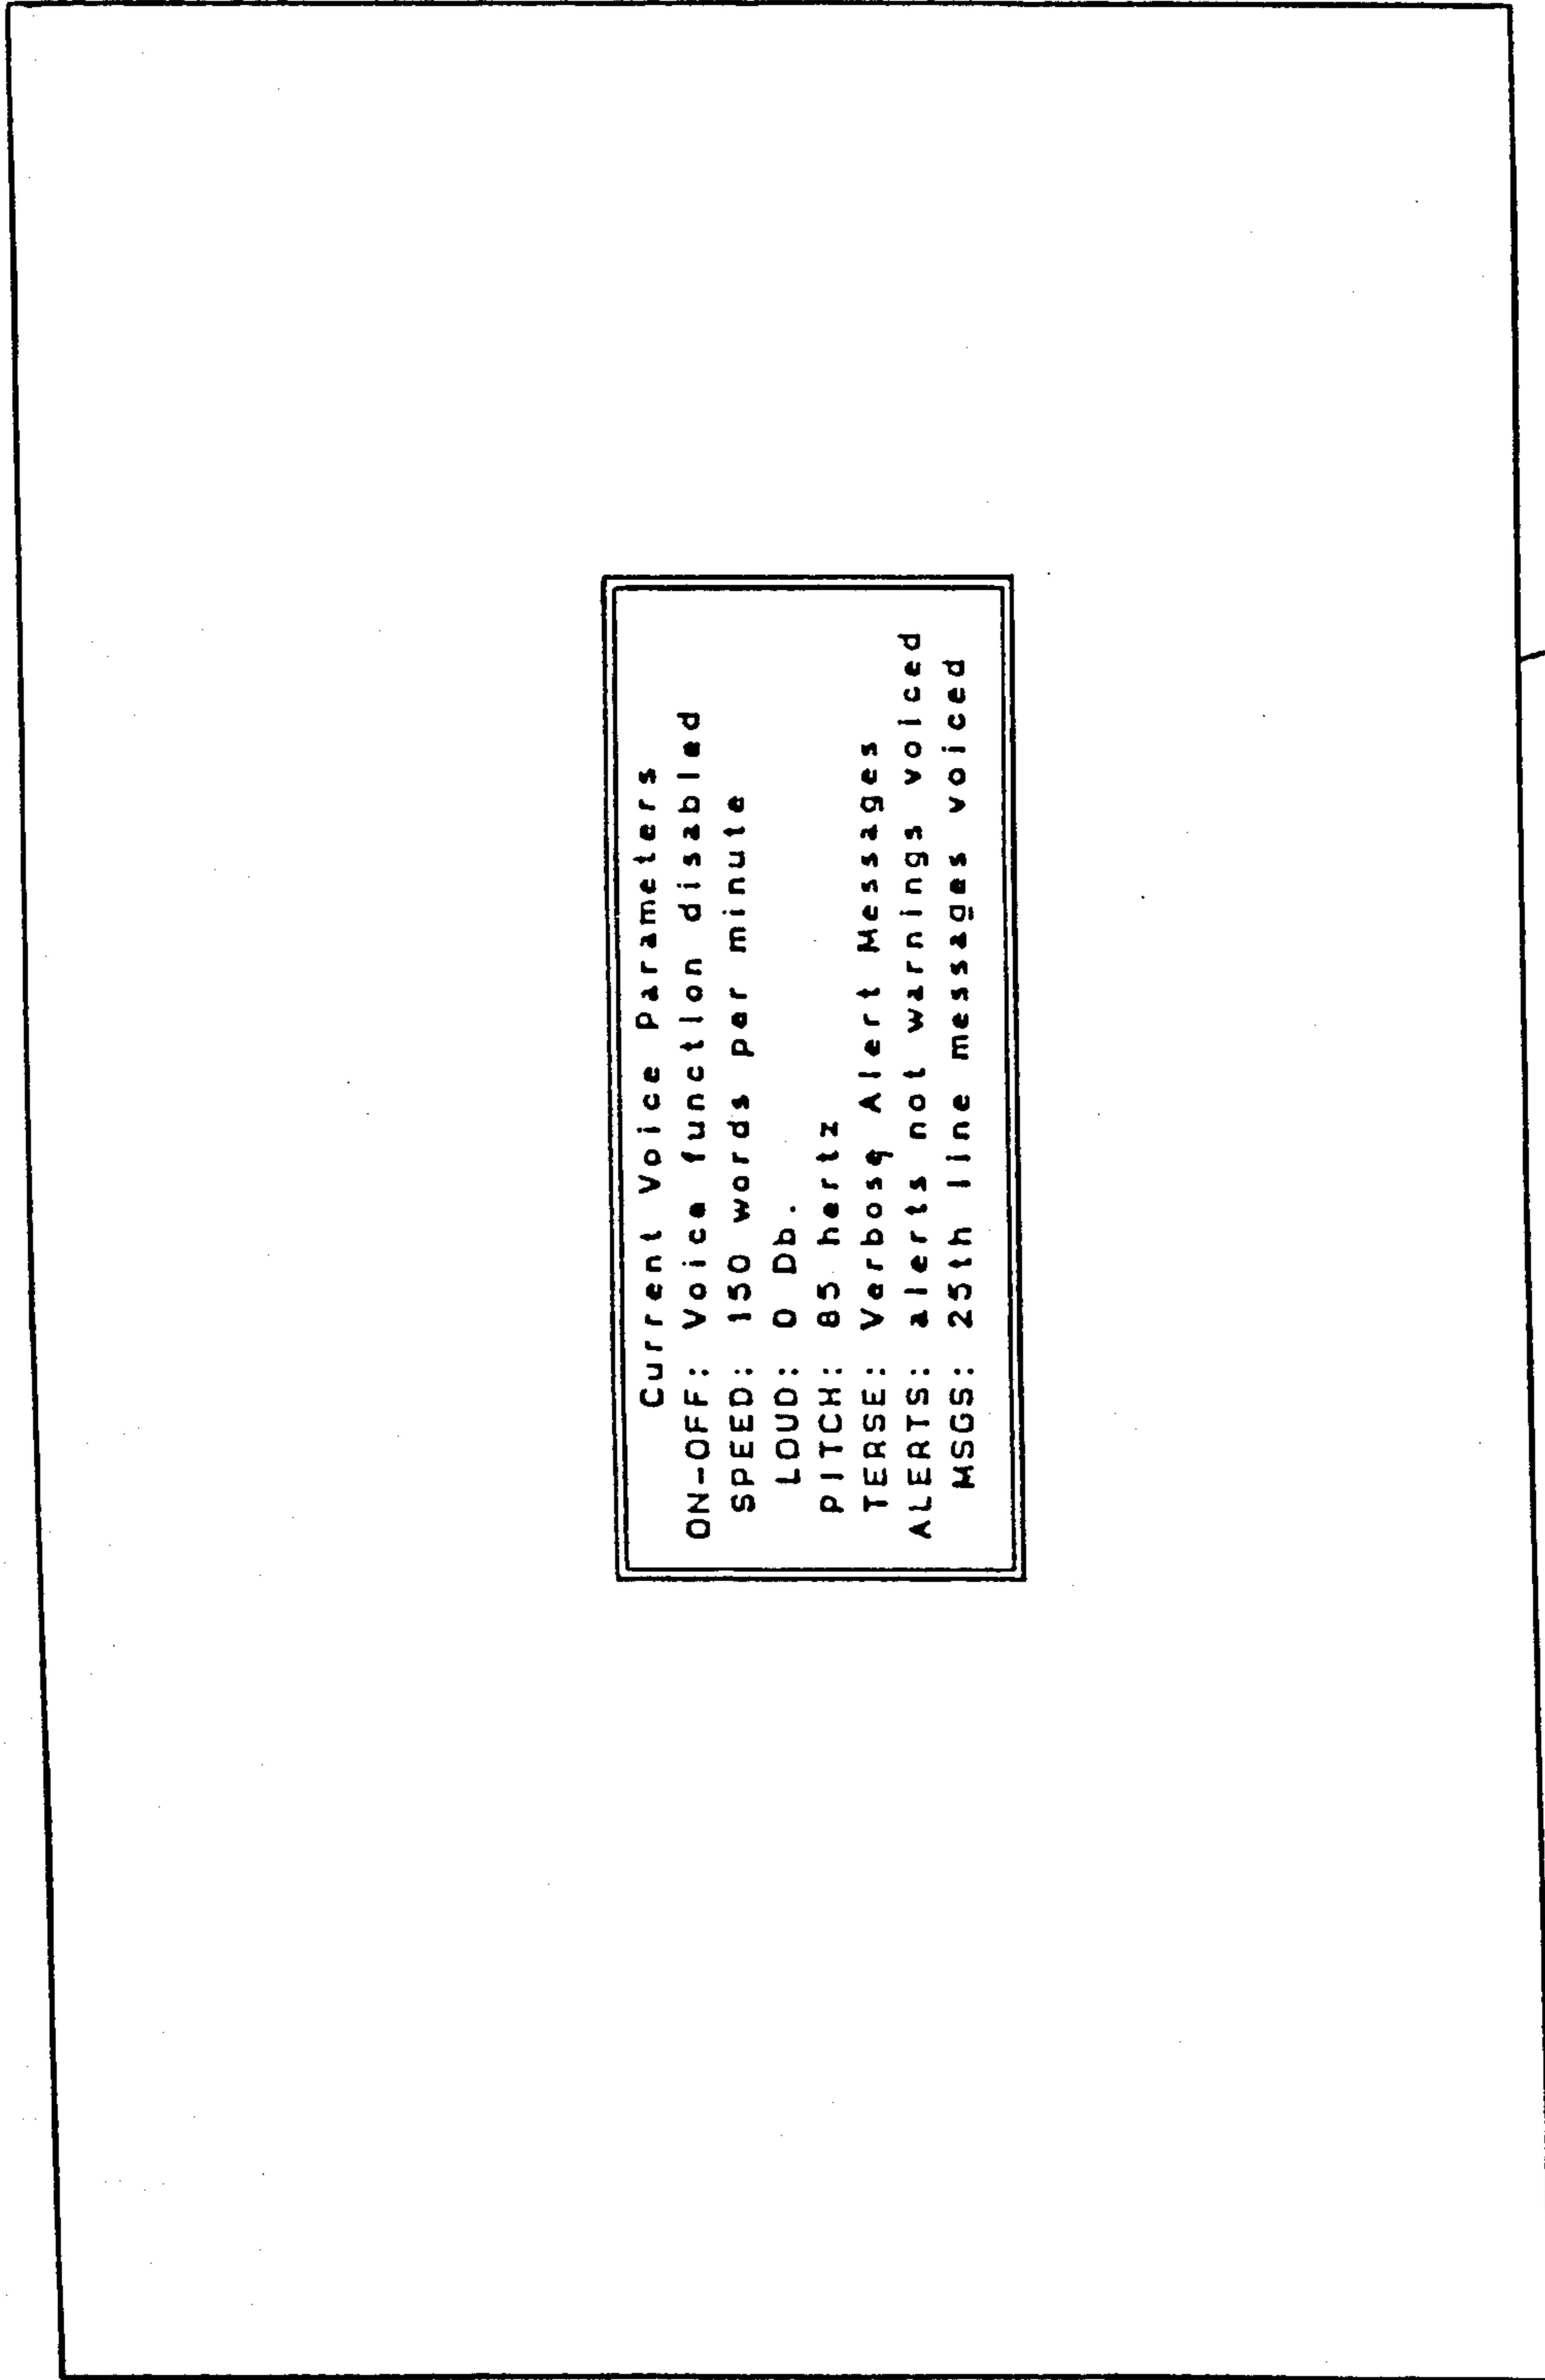 Current Voice Parameters
ON-OFF: Voice function disabled
SPEED: 150 words per minute
LOUD: 0 Db.
PITCH: 85 hertz
TERSE: Verbose Alert Messages
ALERTS: alerts not warnings voiced
MSGS: 25th line messages voiced